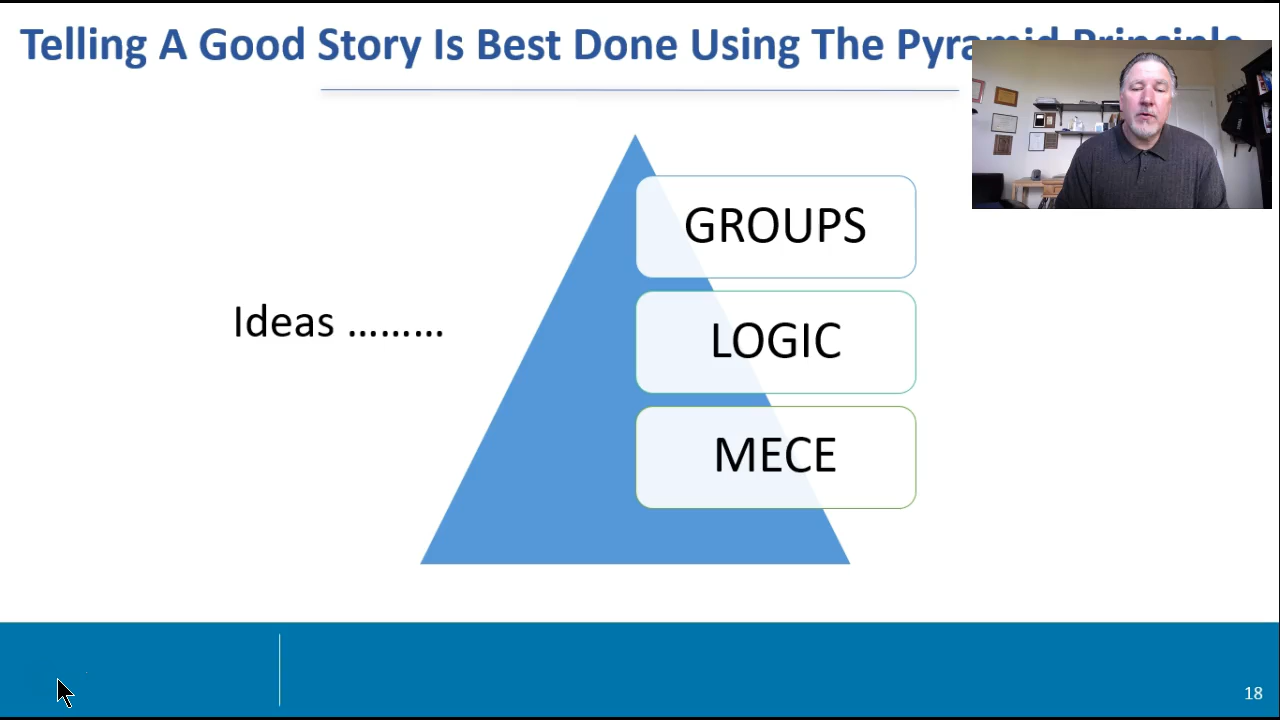 Telling A Good Story Is Best Done Using The Pyramid Principle
GROUPS
Ideas ………
LOGIC
MECE
18